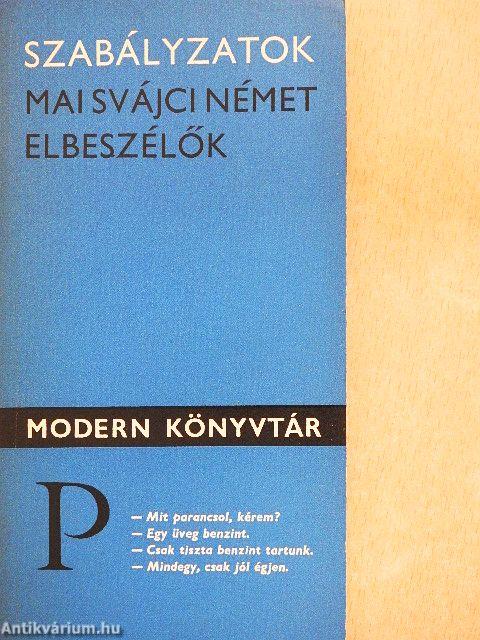 SZABÁLYZATOK
MAI SVÁJCI NÉMET
ELBESZÉLŐK
MODERN KÖNYVTÁR
P
— Mit parancsol, kérem?
— Egy üveg benzint.
— Csak tiszta benzint tartunk.
— Mindegy, csak jól égjen.
Antikvárium.hu